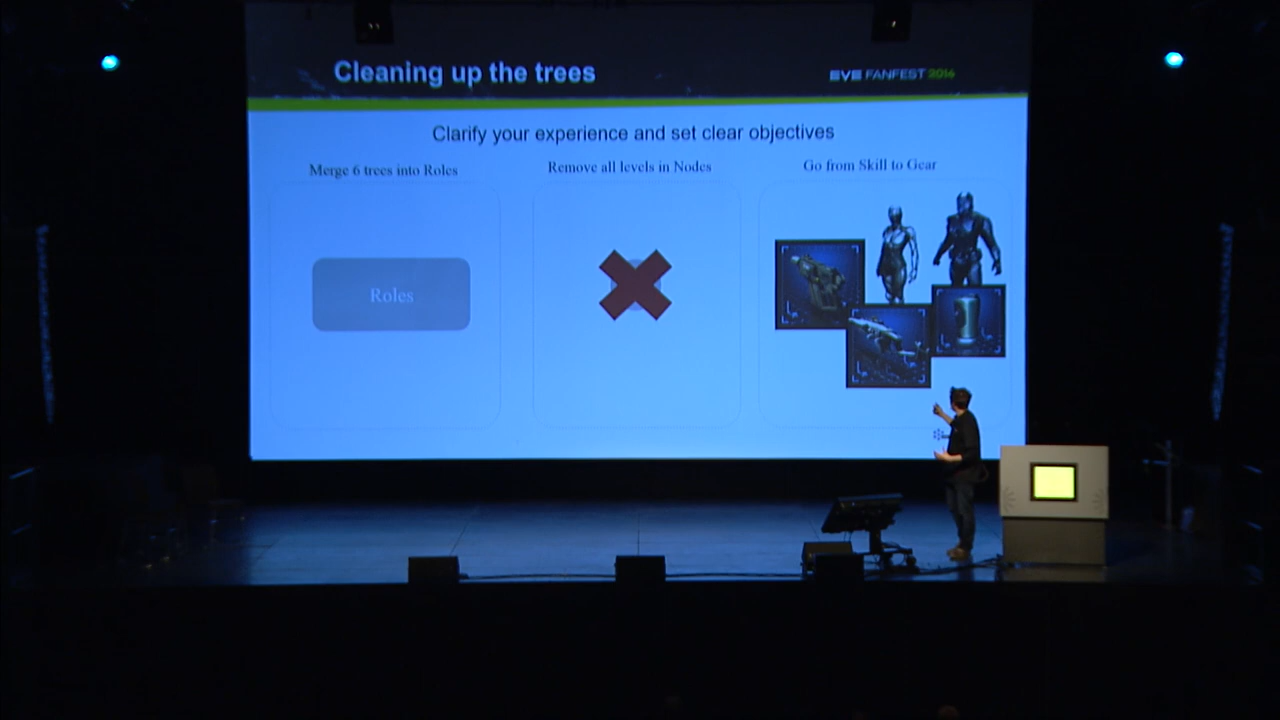 Cleaning up the trees
EVE FANFEST 2014
Clarify your experience and set clear objectives
Merge 6 trees into Roles
Remove all levels in Nodes
Go from Skill to Gear
Roles